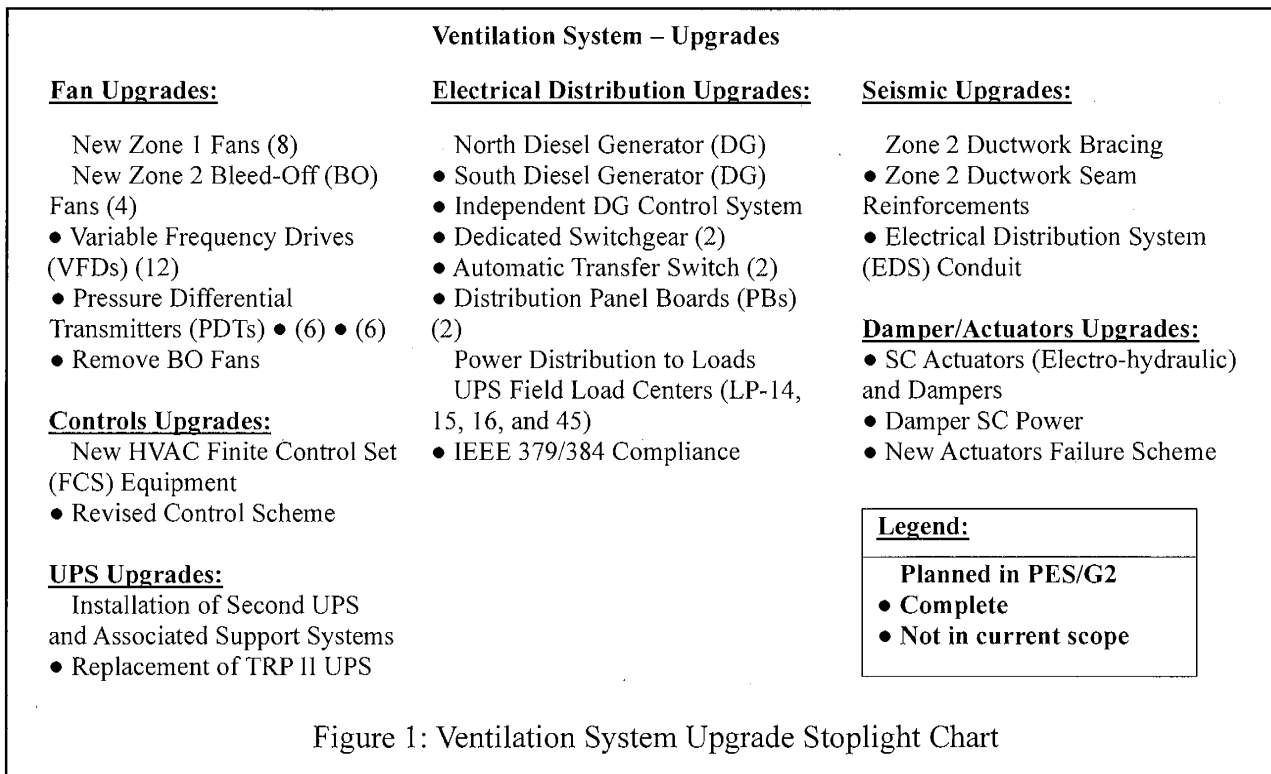 Ventilation System – Upgrades
Fan Upgrades:
New Zone 1 Fans (8)
New Zone 2 Bleed-Off (BO)
Fans (4)
● Variable Frequency Drives
(VFDs) (12)
● Pressure Differential
Transmitters (PDTs) ● (6) ● (6)
● Remove BO Fans
Controls Upgrades:
New HVAC Finite Control Set
(FCS) Equipment
● Revised Control Scheme
UPS Upgrades:
Installation of Second UPS
and Associated Support Systems
● Replacement of TRP II UPS
Electrical Distribution Upgrades:
North Diesel Generator (DG)
● South Diesel Generator (DG)
● Independent DG Control System
● Dedicated Switchgear (2)
● Automatic Transfer Switch (2)
● Distribution Panel Boards (PBs)
(2)
Power Distribution to Loads
UPS Field Load Centers (LP-14,
15, 16, and 45)
● IEEE 379/384 Compliance
Seismic Upgrades:
Zone 2 Ductwork Bracing
● Zone 2 Ductwork Seam
Reinforcements
● Electrical Distribution System
(EDS) Conduit
Damper/Actuators Upgrades:
● SC Actuators (Electro-hydraulic)
and Dampers
● Damper SC Power
● New Actuators Failure Scheme
Legend:
Planned in PES/G2
● Complete
● Not in current scope
Figure 1: Ventilation System Upgrade Stoplight Chart